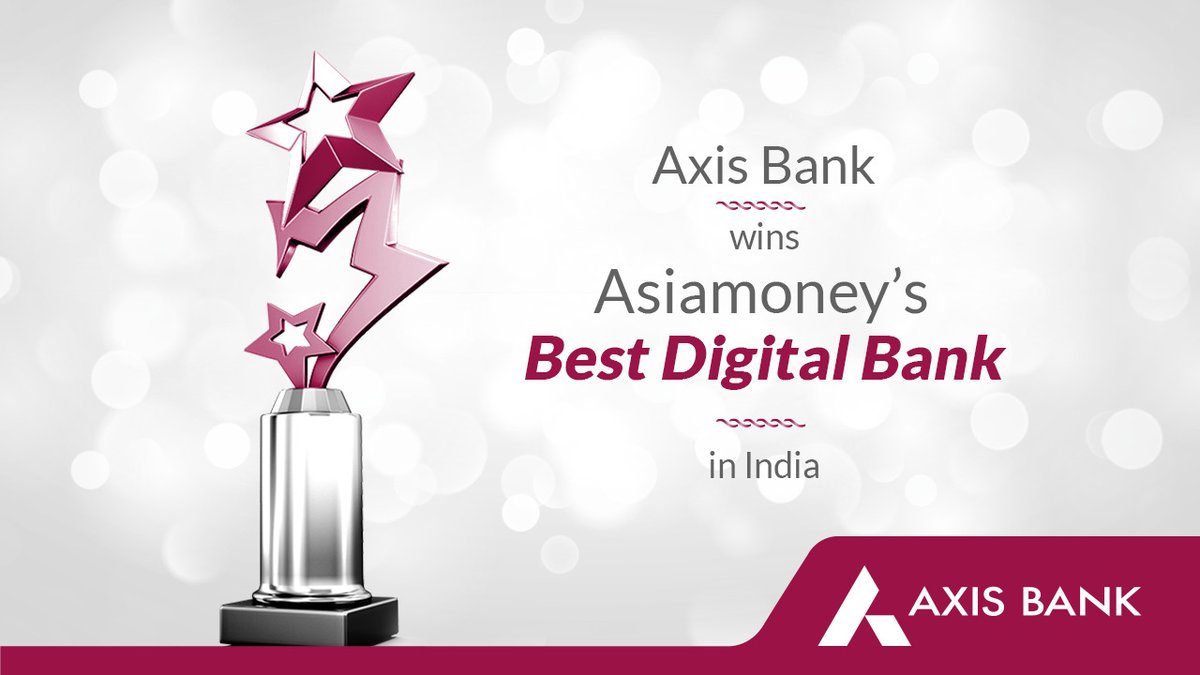 Axis Bank
wins
Asiamoney’s
Best Digital Bank
in India
AXIS BANK